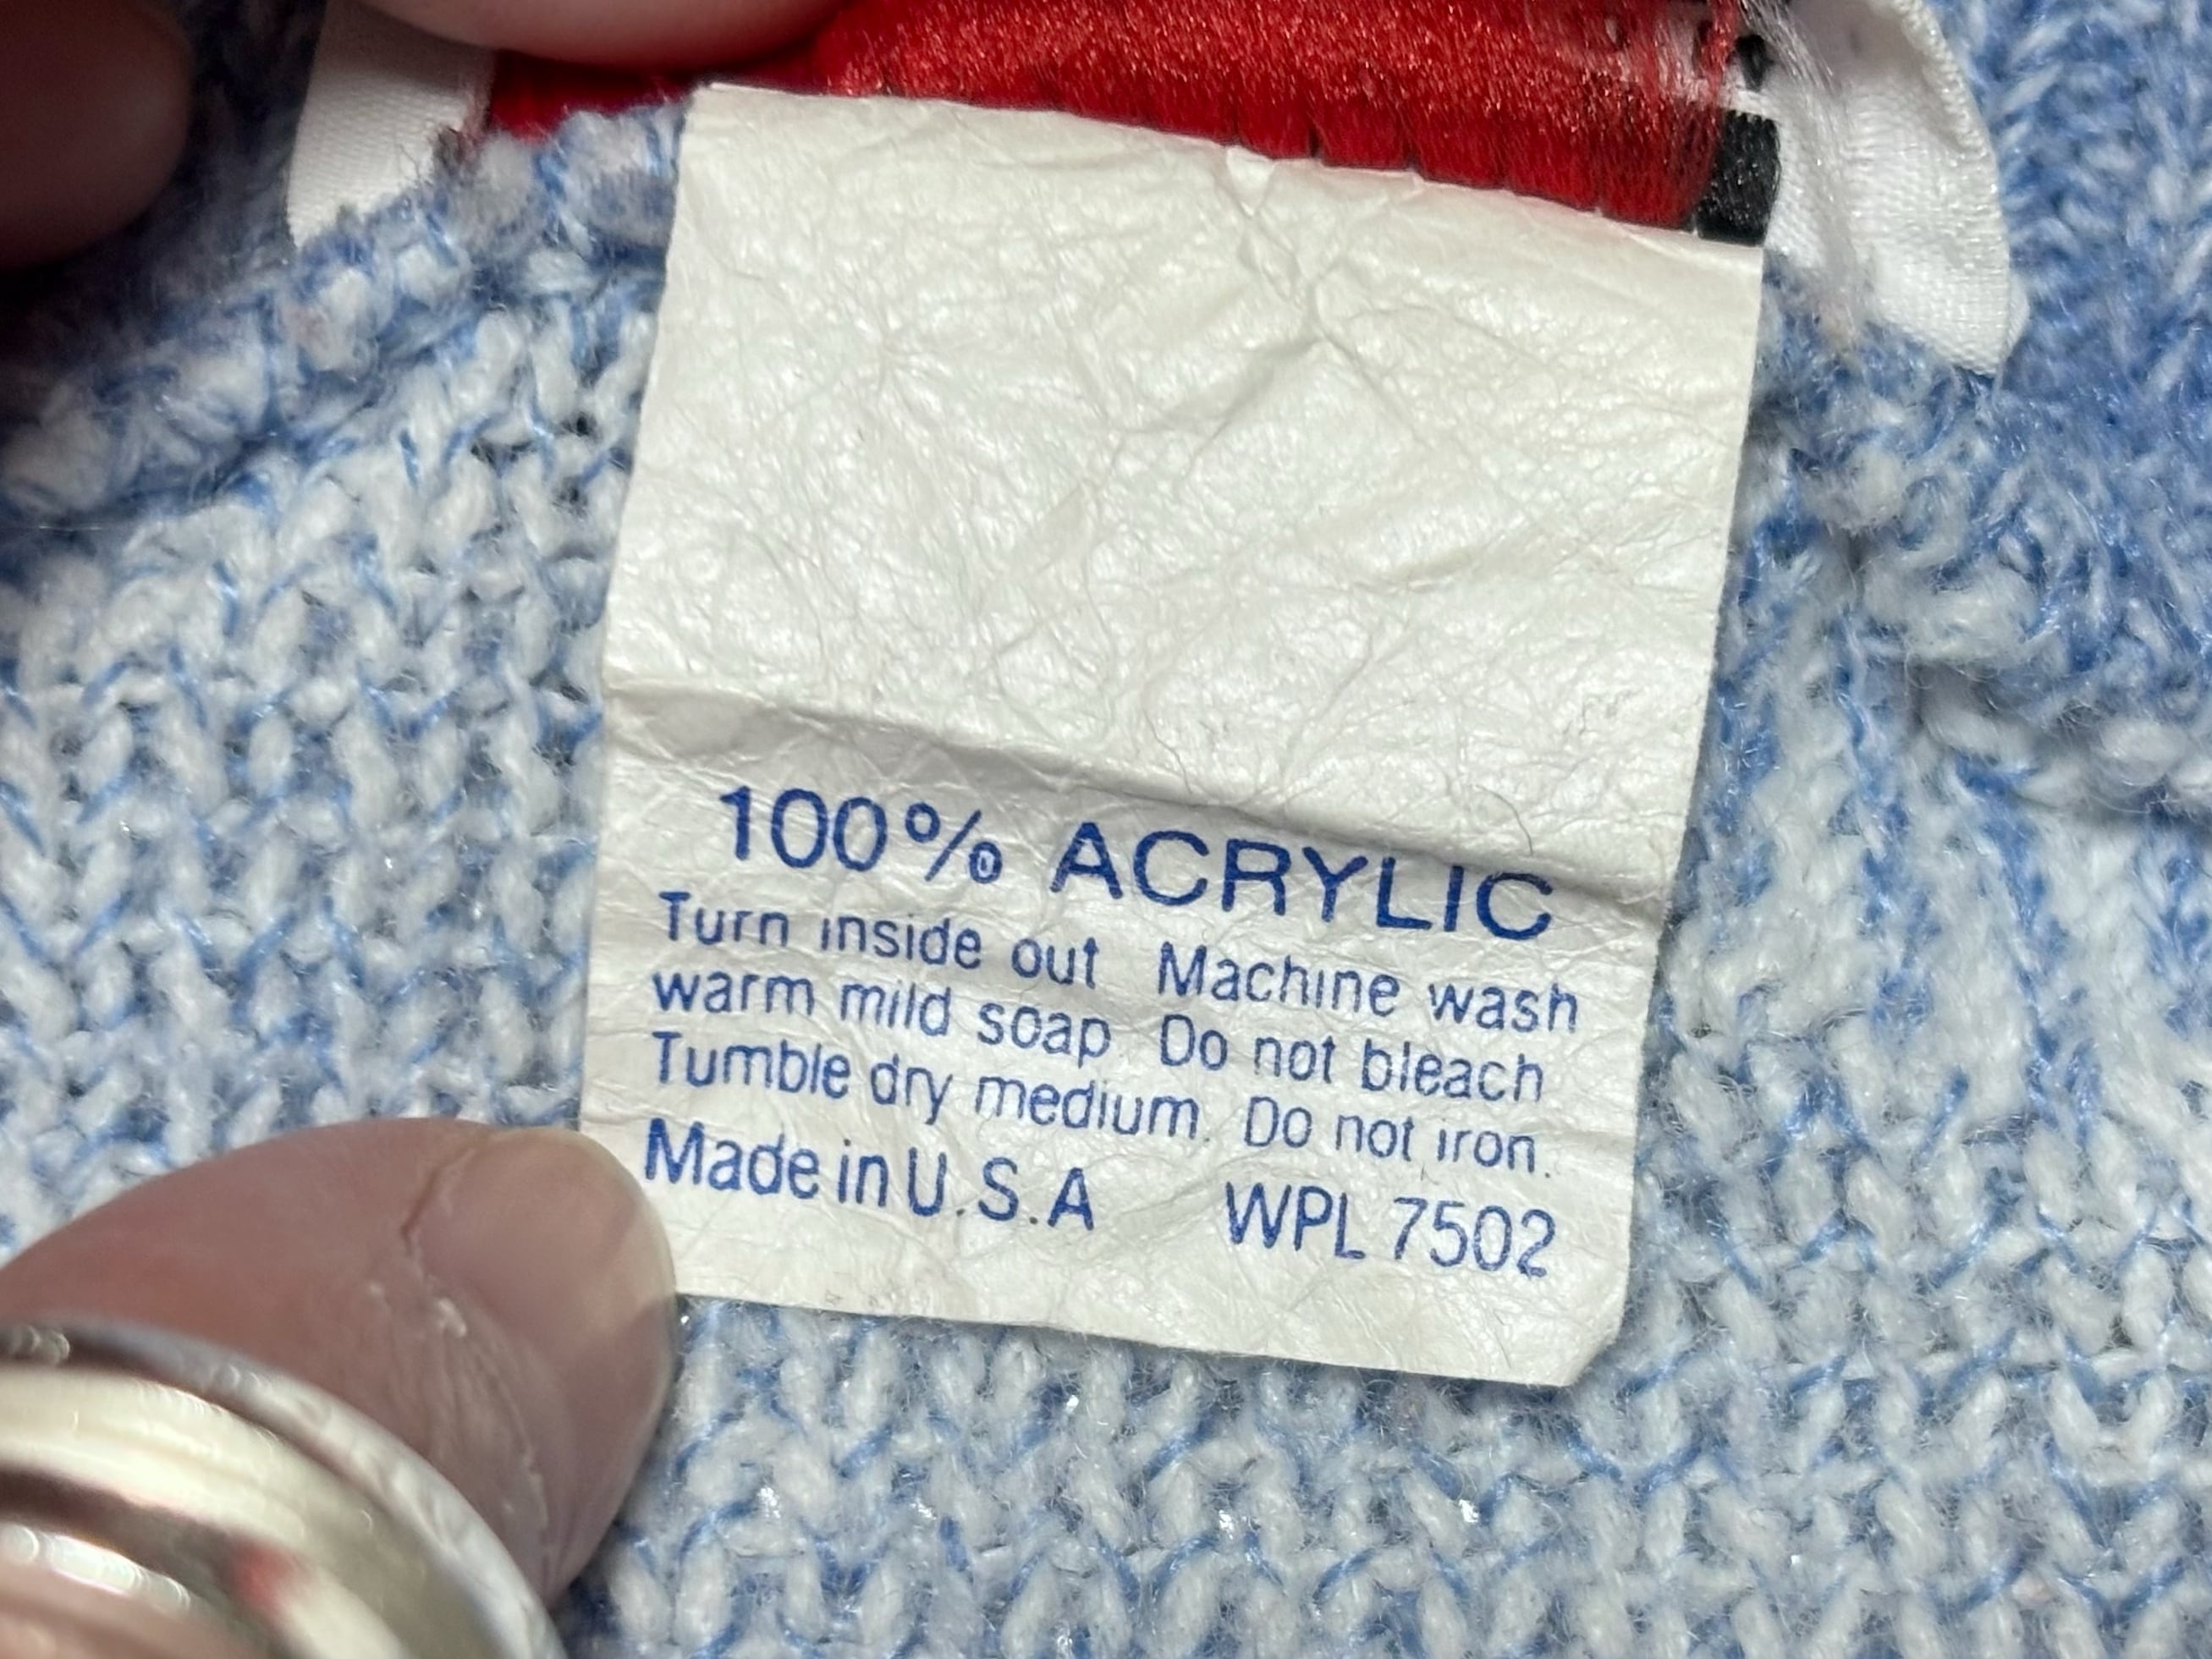 100% ACRYLIC
Turn inside out Machine wash
warm mild soap Do not bleach
Tumble dry medium. Do not iron.
Made in U.S.A WPL 7502